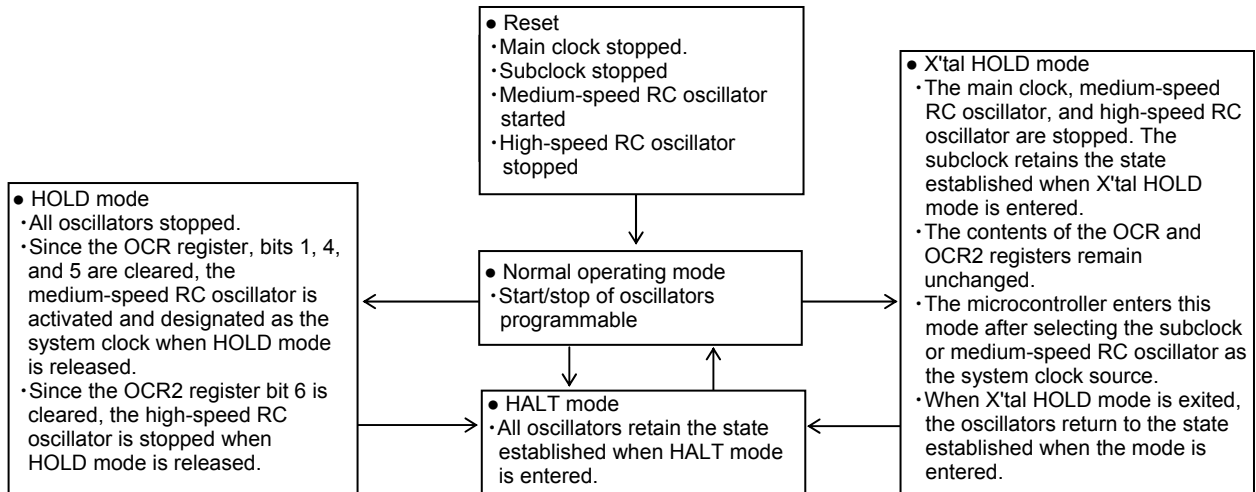 ● Reset
・Main clock stopped.
・Subclock stopped
・Medium-speed RC oscillator
started
・High-speed RC oscillator
stopped
● HOLD mode
・All oscillators stopped.
・Since the OCR register, bits 1, 4,
and 5 are cleared, the
medium-speed RC oscillator is
activated and designated as the
system clock when HOLD mode
is released.
・Since the OCR2 register bit 6 is
cleared, the high-speed RC
oscillator is stopped when
HOLD mode is released.
● Normal operating mode
・Start/stop of oscillators
programmable
● HALT mode
・All oscillators retain the state
established when HALT mode
is entered.
● X'tal HOLD mode
・The main clock, medium-speed
RC oscillator, and high-speed RC
oscillator are stopped. The
subclock retains the state
established when X'tal HOLD
mode is entered.
・The contents of the OCR and
OCR2 registers remain
unchanged.
・The microcontroller enters this
mode after selecting the subclock
or medium-speed RC oscillator as
the system clock source.
・When X'tal HOLD mode is exited,
the oscillators return to the state
established when the mode is
entered.